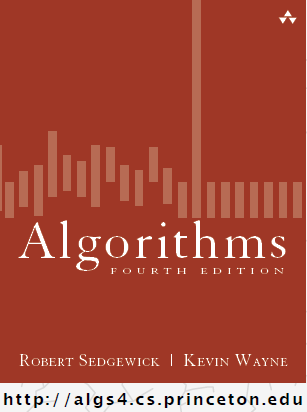 Algorithms
FOURTH EDITION
ROBERT SEDGEWICK | KEVIN WAYNE
http://algs4.cs.princeton.edu